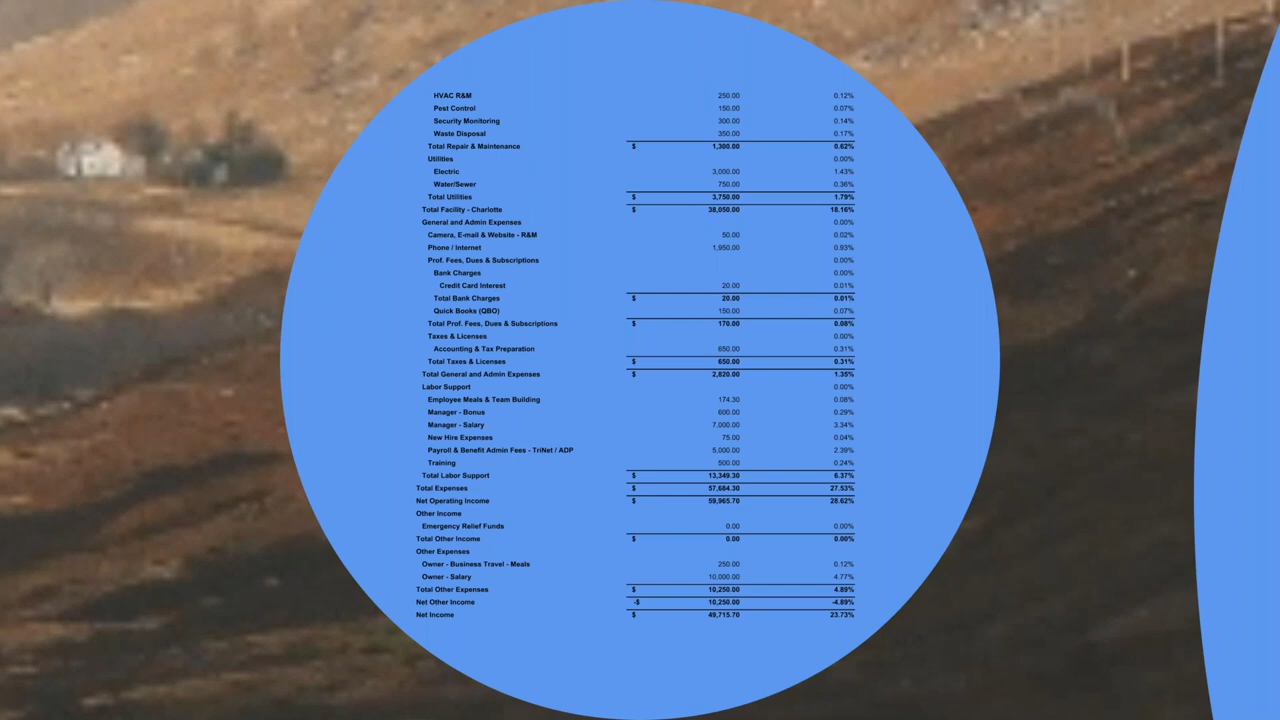 HVAC R&M 250.00 0.12%
Pest Control 150.00 0.07%
Security Monitoring 300.00 0.14%
Waste Disposal 350.00 0.17%
Total Repair & Maintenance $ 1,300.00 0.62%
Utilities 0.00%
Electric 3,000.00 1.43%
Water/Sewer 750.00 0.36%
Total Utilities $ 3,750.00 1.79%
Total Facility - Charlotte $ 38,050.00 18.16%
General and Admin Expenses 0.00%
Camera, E-mail & Website - R&M 50.00 0.02%
Phone / Internet 1,950.00 0.93%
Prof. Fees, Dues & Subscriptions 0.00%
Bank Charges 0.00%
Credit Card Interest 20.00 0.01%
Total Bank Charges $ 20.00 0.01%
Quick Books (QBO) 150.00 0.07%
Total Prof. Fees, Dues & Subscriptions $ 170.00 0.08%
Taxes & Licenses 0.00%
Accounting & Tax Preparation 650.00 0.31%
Total Taxes & Licenses $ 650.00 0.31%
Total General and Admin Expenses $ 2,820.00 1.35%
Labor Support 0.00%
Employee Meals & Team Building 174.30 0.08%
Manager - Bonus 600.00 0.29%
Manager - Salary 7,000.00 3.34%
New Hire Expenses 75.00 0.04%
Payroll & Benefit Admin Fees - TriNet / ADP 5,000.00 2.39%
Training 500.00 0.24%
Total Labor Support $ 13,349.30 6.37%
Total Expenses $ 57,684.30 27.53%
Net Operating Income $ 59,965.70 28.62%
Other Income
Emergency Relief Funds 0.00 0.00%
Total Other Income $ 0.00 0.00%
Other Expenses
Owner - Business Travel - Meals 250.00 0.12%
Owner - Salary 10,000.00 4.77%
Total Other Expenses $ 10,250.00 4.89%
Net Other Income -$ 10,250.00 -4.89%
Net Income $ 49,715.70 23.73%